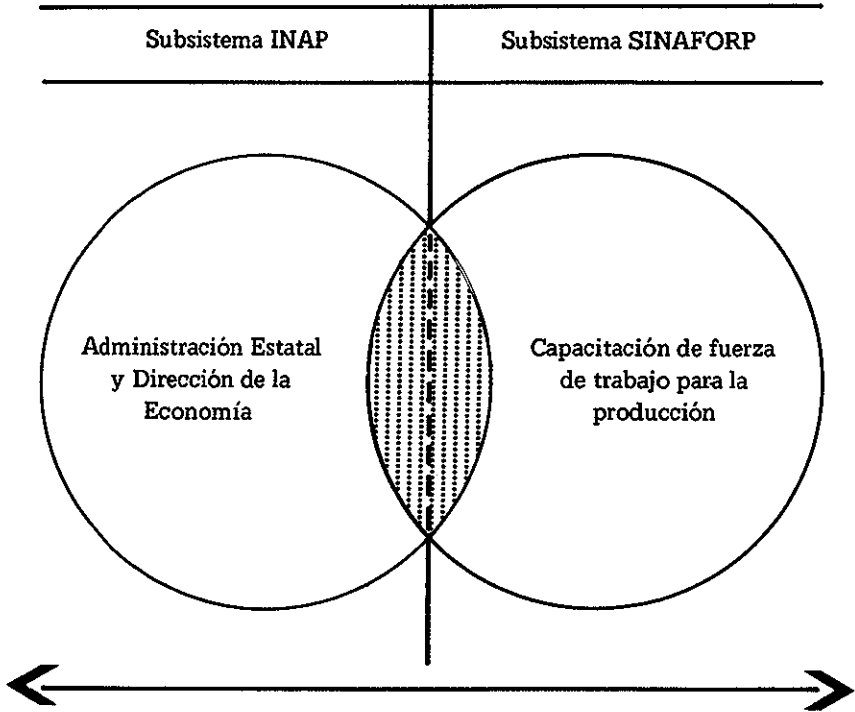 Subsistema INAP
Subsistema SINAFORP
Administración Estatal
y Dirección de la
Economía
Capacitación de fuerza
de trabajo para la
producción